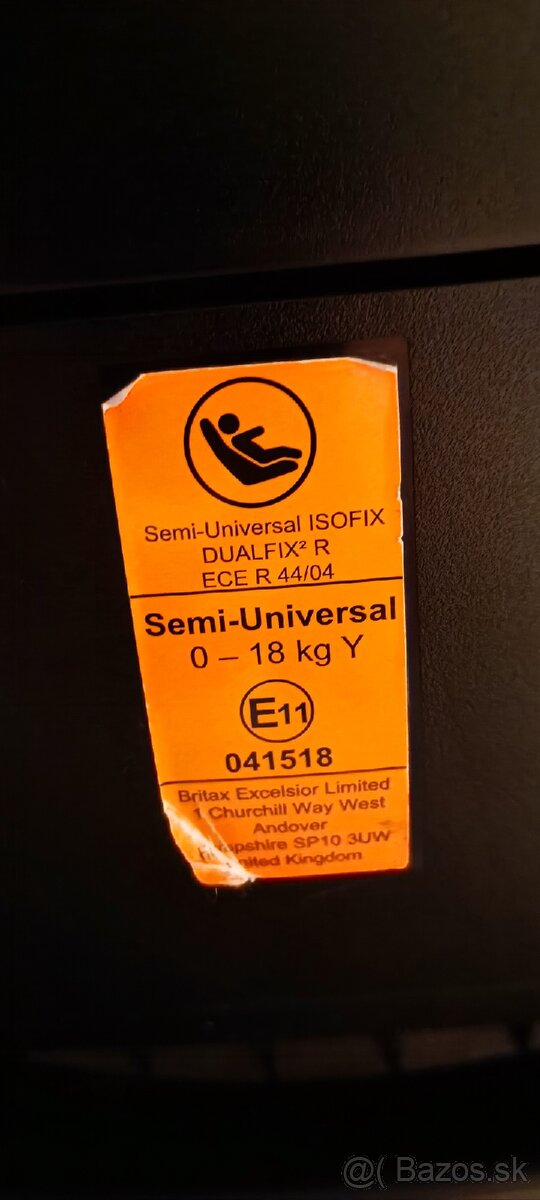 Semi-Universal ISOFIX
DUALFIX² R
ECE R 44/04
Semi-Universal
0 – 18 kg Y
E11
041518
Britax Excelsior Limited
1 Churchill Way West
Andover
SP10 3UW
Kingdom
@( Bazos.sk